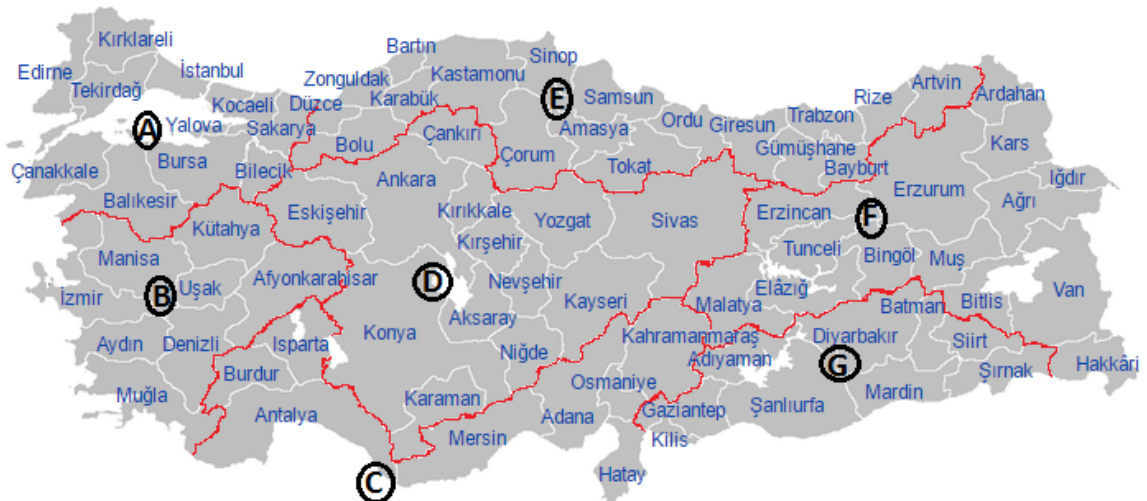 Kırklareli
Edirne
Tekirdağ
İstanbul
Kocaeli
Yalova
Sakarya
Düzce
Zonguldak
Bartın
Karabük
Kastamonu
Sinop
Samsun
Çankırı
Bolu
Çorum
Amasya
Ordu
Giresun
Trabzon
Rize
Artvin
Ardahan
Gümüşhane
Bayburt
Kars
Iğdır
Tokat
A
E
Çanakkale
Bursa
Bilecik
Balıkesir
Kütahya
Eskişehir
Ankara
Kırıkkale
Kırşehir
Yozgat
Sivas
Erzincan
Erzurum
Ağrı
F
Tunceli
Bingöl
Muş
Manisa
B
Uşak
Afyonkarahisar
D
Nevşehir
Kayseri
Malatya
Elâzığ
Batman
Bitlis
Van
İzmir
Aydın
Denizli
Isparta
Konya
Aksaray
Niğde
Kahramanmaraş
Adıyaman
Diyarbakır
Siirt
Şırnak
Hakkâri
G
Mardin
Muğla
Burdur
Antalya
Karaman
Mersin
Adana
Osmaniye
Gaziantep
Şanlıurfa
Kilis
Hatay
C